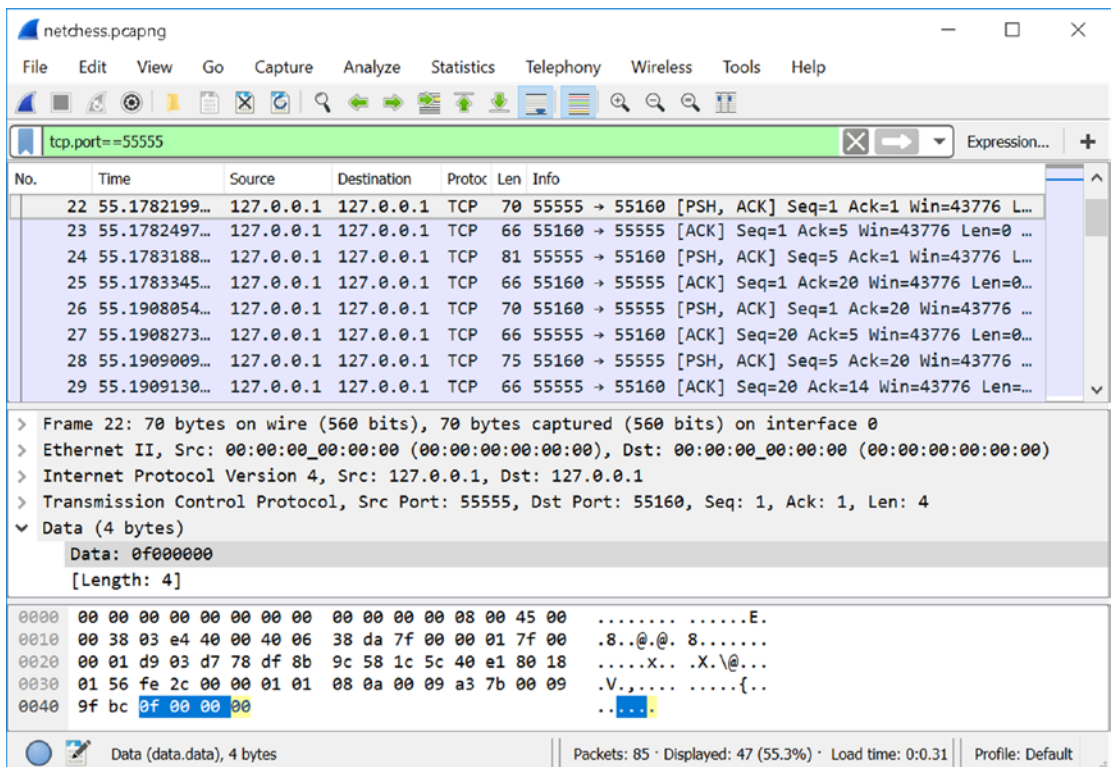 netchess.pcapng
File Edit View Go Capture Analyze Statistics Telephony Wireless Tools Help
tcp.port==55555 Expression... +
No. Time Source Destination Protoc Len Info
22 55.1782199… 127.0.0.1 127.0.0.1 TCP 70 55555 → 55160 [PSH, ACK] Seq=1 Ack=1 Win=43776 L…
23 55.1782497… 127.0.0.1 127.0.0.1 TCP 66 55160 → 55555 [ACK] Seq=1 Ack=5 Win=43776 Len=0 …
24 55.1783188… 127.0.0.1 127.0.0.1 TCP 81 55555 → 55160 [PSH, ACK] Seq=5 Ack=1 Win=43776 L…
25 55.1783345… 127.0.0.1 127.0.0.1 TCP 66 55160 → 55555 [ACK] Seq=1 Ack=20 Win=43776 Len=0…
26 55.1908054… 127.0.0.1 127.0.0.1 TCP 70 55160 → 55555 [PSH, ACK] Seq=1 Ack=20 Win=43776 …
27 55.1908273… 127.0.0.1 127.0.0.1 TCP 66 55555 → 55160 [ACK] Seq=20 Ack=5 Win=43776 Len=0…
28 55.1909009… 127.0.0.1 127.0.0.1 TCP 75 55160 → 55555 [PSH, ACK] Seq=5 Ack=20 Win=43776 …
29 55.1909130… 127.0.0.1 127.0.0.1 TCP 66 55555 → 55160 [ACK] Seq=20 Ack=14 Win=43776 Len=…
Frame 22: 70 bytes on wire (560 bits), 70 bytes captured (560 bits) on interface 0
Ethernet II, Src: 00:00:00_00:00:00 (00:00:00:00:00:00), Dst: 00:00:00_00:00:00 (00:00:00:00:00:00)
Internet Protocol Version 4, Src: 127.0.0.1, Dst: 127.0.0.1
Transmission Control Protocol, Src Port: 55555, Dst Port: 55160, Seq: 1, Ack: 1, Len: 4
Data (4 bytes)
Data: 0f000000
[Length: 4]
0000 00 00 00 00 00 00 00 00 00 00 00 00 08 00 45 00 ........ ......E.
0010 00 38 03 e4 40 00 40 06 38 da 7f 00 00 01 7f 00 .8..@.@. 8.......
0020 00 01 d9 03 d7 78 df 8b 9c 58 1c 5c 40 e1 80 18 .....x.. .X.\@...
0030 01 56 fe 2c 00 00 01 01 08 0a 00 09 a3 7b 00 09 .V.,.... .....{..
0040 9f bc 0f 00 00 00 ......
Data (data.data), 4 bytes Packets: 85 · Displayed: 47 (55.3%) · Load time: 0:0.31 Profile: Default